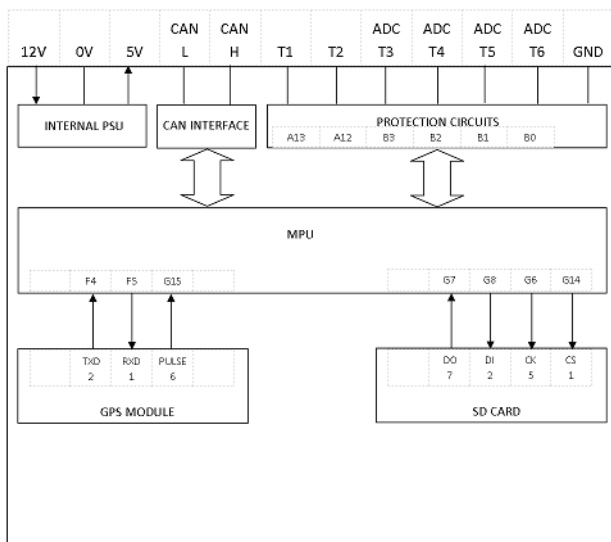 CAN CAN ADC ADC ADC ADC
12V 0V 5V L H T1 T2 T3 T4 T5 T6 GND
INTERNAL PSU CAN INTERFACE PROTECTION CIRCUITS
A13 A12 B3 B2 B1 B0
MPU
F4 F5 G15 G7 G8 G6 G14
TXD RXD PULSE DO DI CK CS
2 1 6 7 2 5 1
GPS MODULE SD CARD